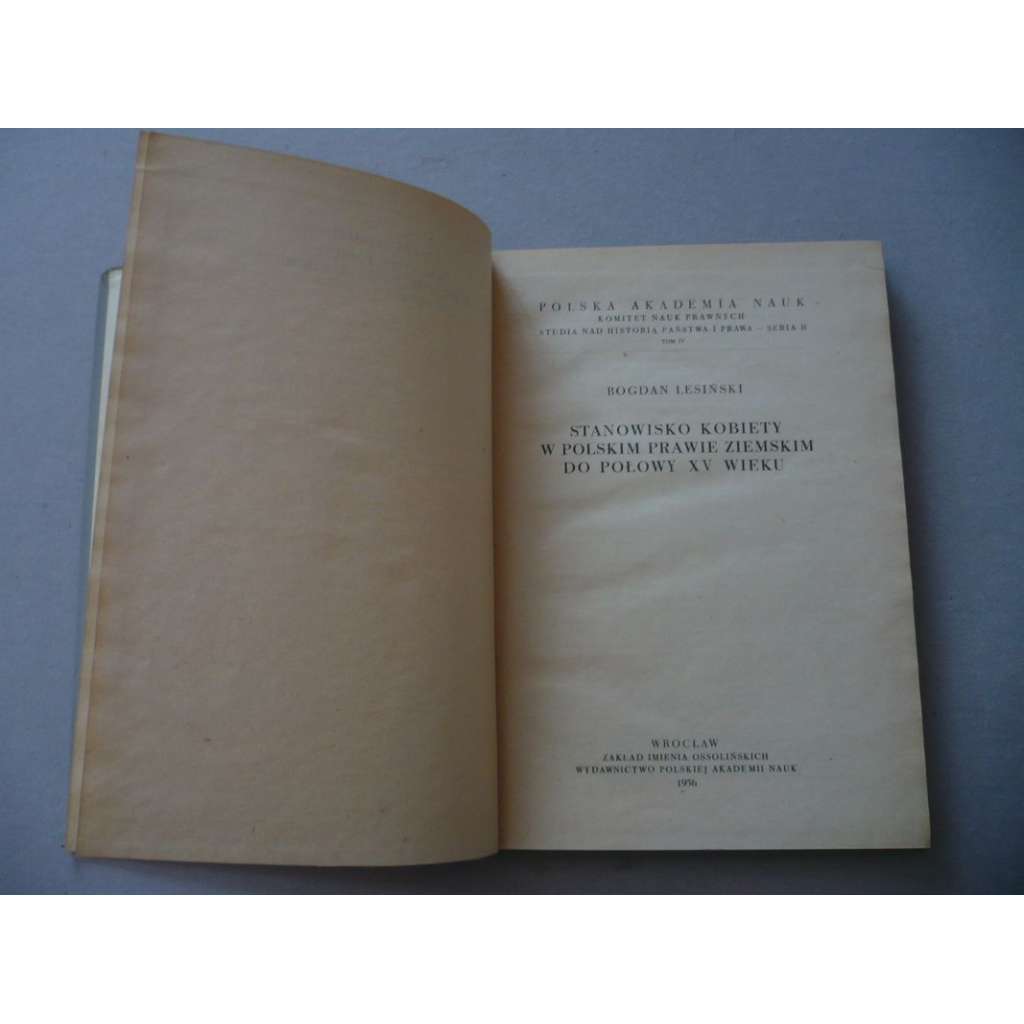 POLSKA AKADEMIA NAUK
KOMITET NAUK PRAWNYCH
STUDIA NAD HISTORIĄ PAŃSTWA I PRAWA – SERIA II
TOM IV
BOGDAN LESIŃSKI
STANOWISKO KOBIETY
W POLSKIM PRAWIE ZIEMSKIM
DO POŁOWY XV WIEKU
WROCŁAW
ZAKŁAD IMIENIA OSSOLIŃSKICH
WYDAWNICTWO POLSKIEJ AKADEMII NAUK
1956